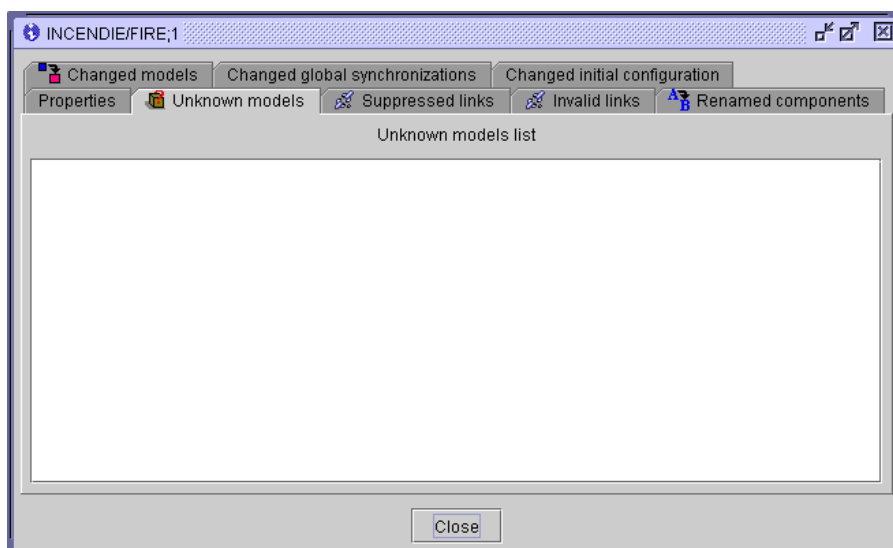 INCENDIE/FIRE;1
Changed models Changed global synchronizations Changed initial configuration
Properties Unknown models Suppressed links Invalid links A B Renamed components
Unknown models list
Close